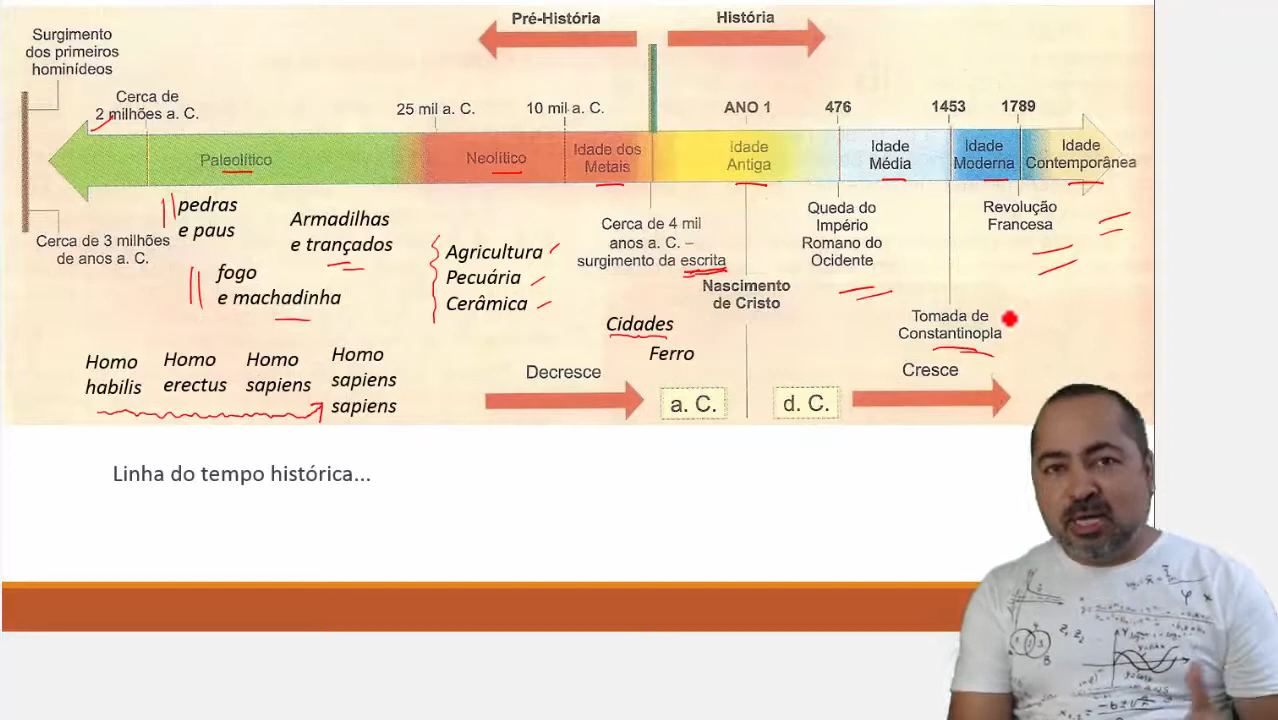 Pré-História
História
Surgimento
dos primeiros
hominídeos
Cerca de
2 milhões a. C.
25 mil a. C.
10 mil a. C.
ANO 1
476
1453
1789
Paleolítico
Neolítico
Idade dos
Metais
Idade
Antiga
Idade
Média
Idade
Moderna
Idade
Contemporânea
Cerca de 3 milhões
de anos a. C.
pedras
e paus
Armadilhas
e trançados
fogo
e machadinha
Agricultura
Pecuária
Cerâmica
Cerca de 4 mil
anos a. C. –
surgimento da escrita
Nascimento
de Cristo
Queda do
Império
Romano do
Ocidente
Revolução
Francesa
Tomada de
Constantinopla
Cidades
Ferro
Homo
habilis
Homo
erectus
Homo
sapiens
Homo
sapiens
sapiens
Decresce
a. C.
d. C.
Cresce
Linha do tempo histórica...